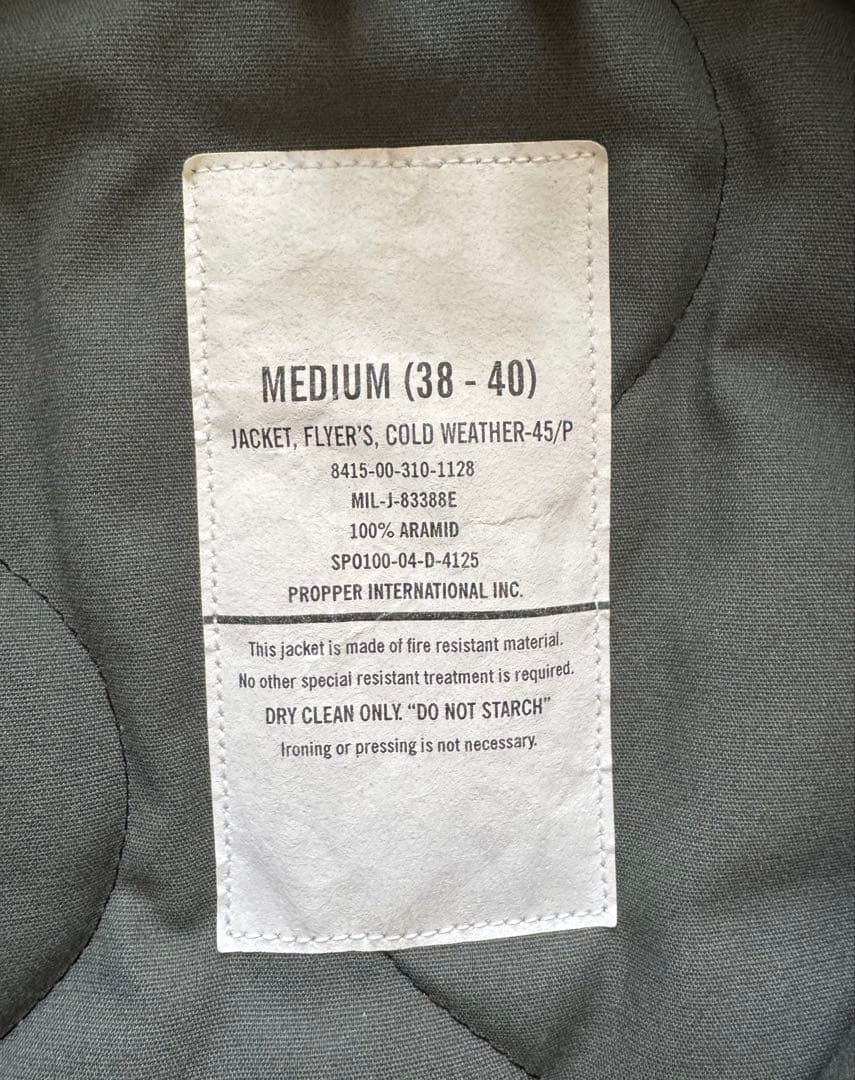 MEDIUM (38 - 40)
JACKET, FLYER'S, COLD WEATHER-45/P
8415-00-310-1128
MIL-J-83388E
100% ARAMID
SPO100-04-D-4125
PROPPER INTERNATIONAL INC.
This jacket is made of fire resistant material.
No other special resistant treatment is required.
DRY CLEAN ONLY. “DO NOT STARCH”
Ironing or pressing is not necessary.